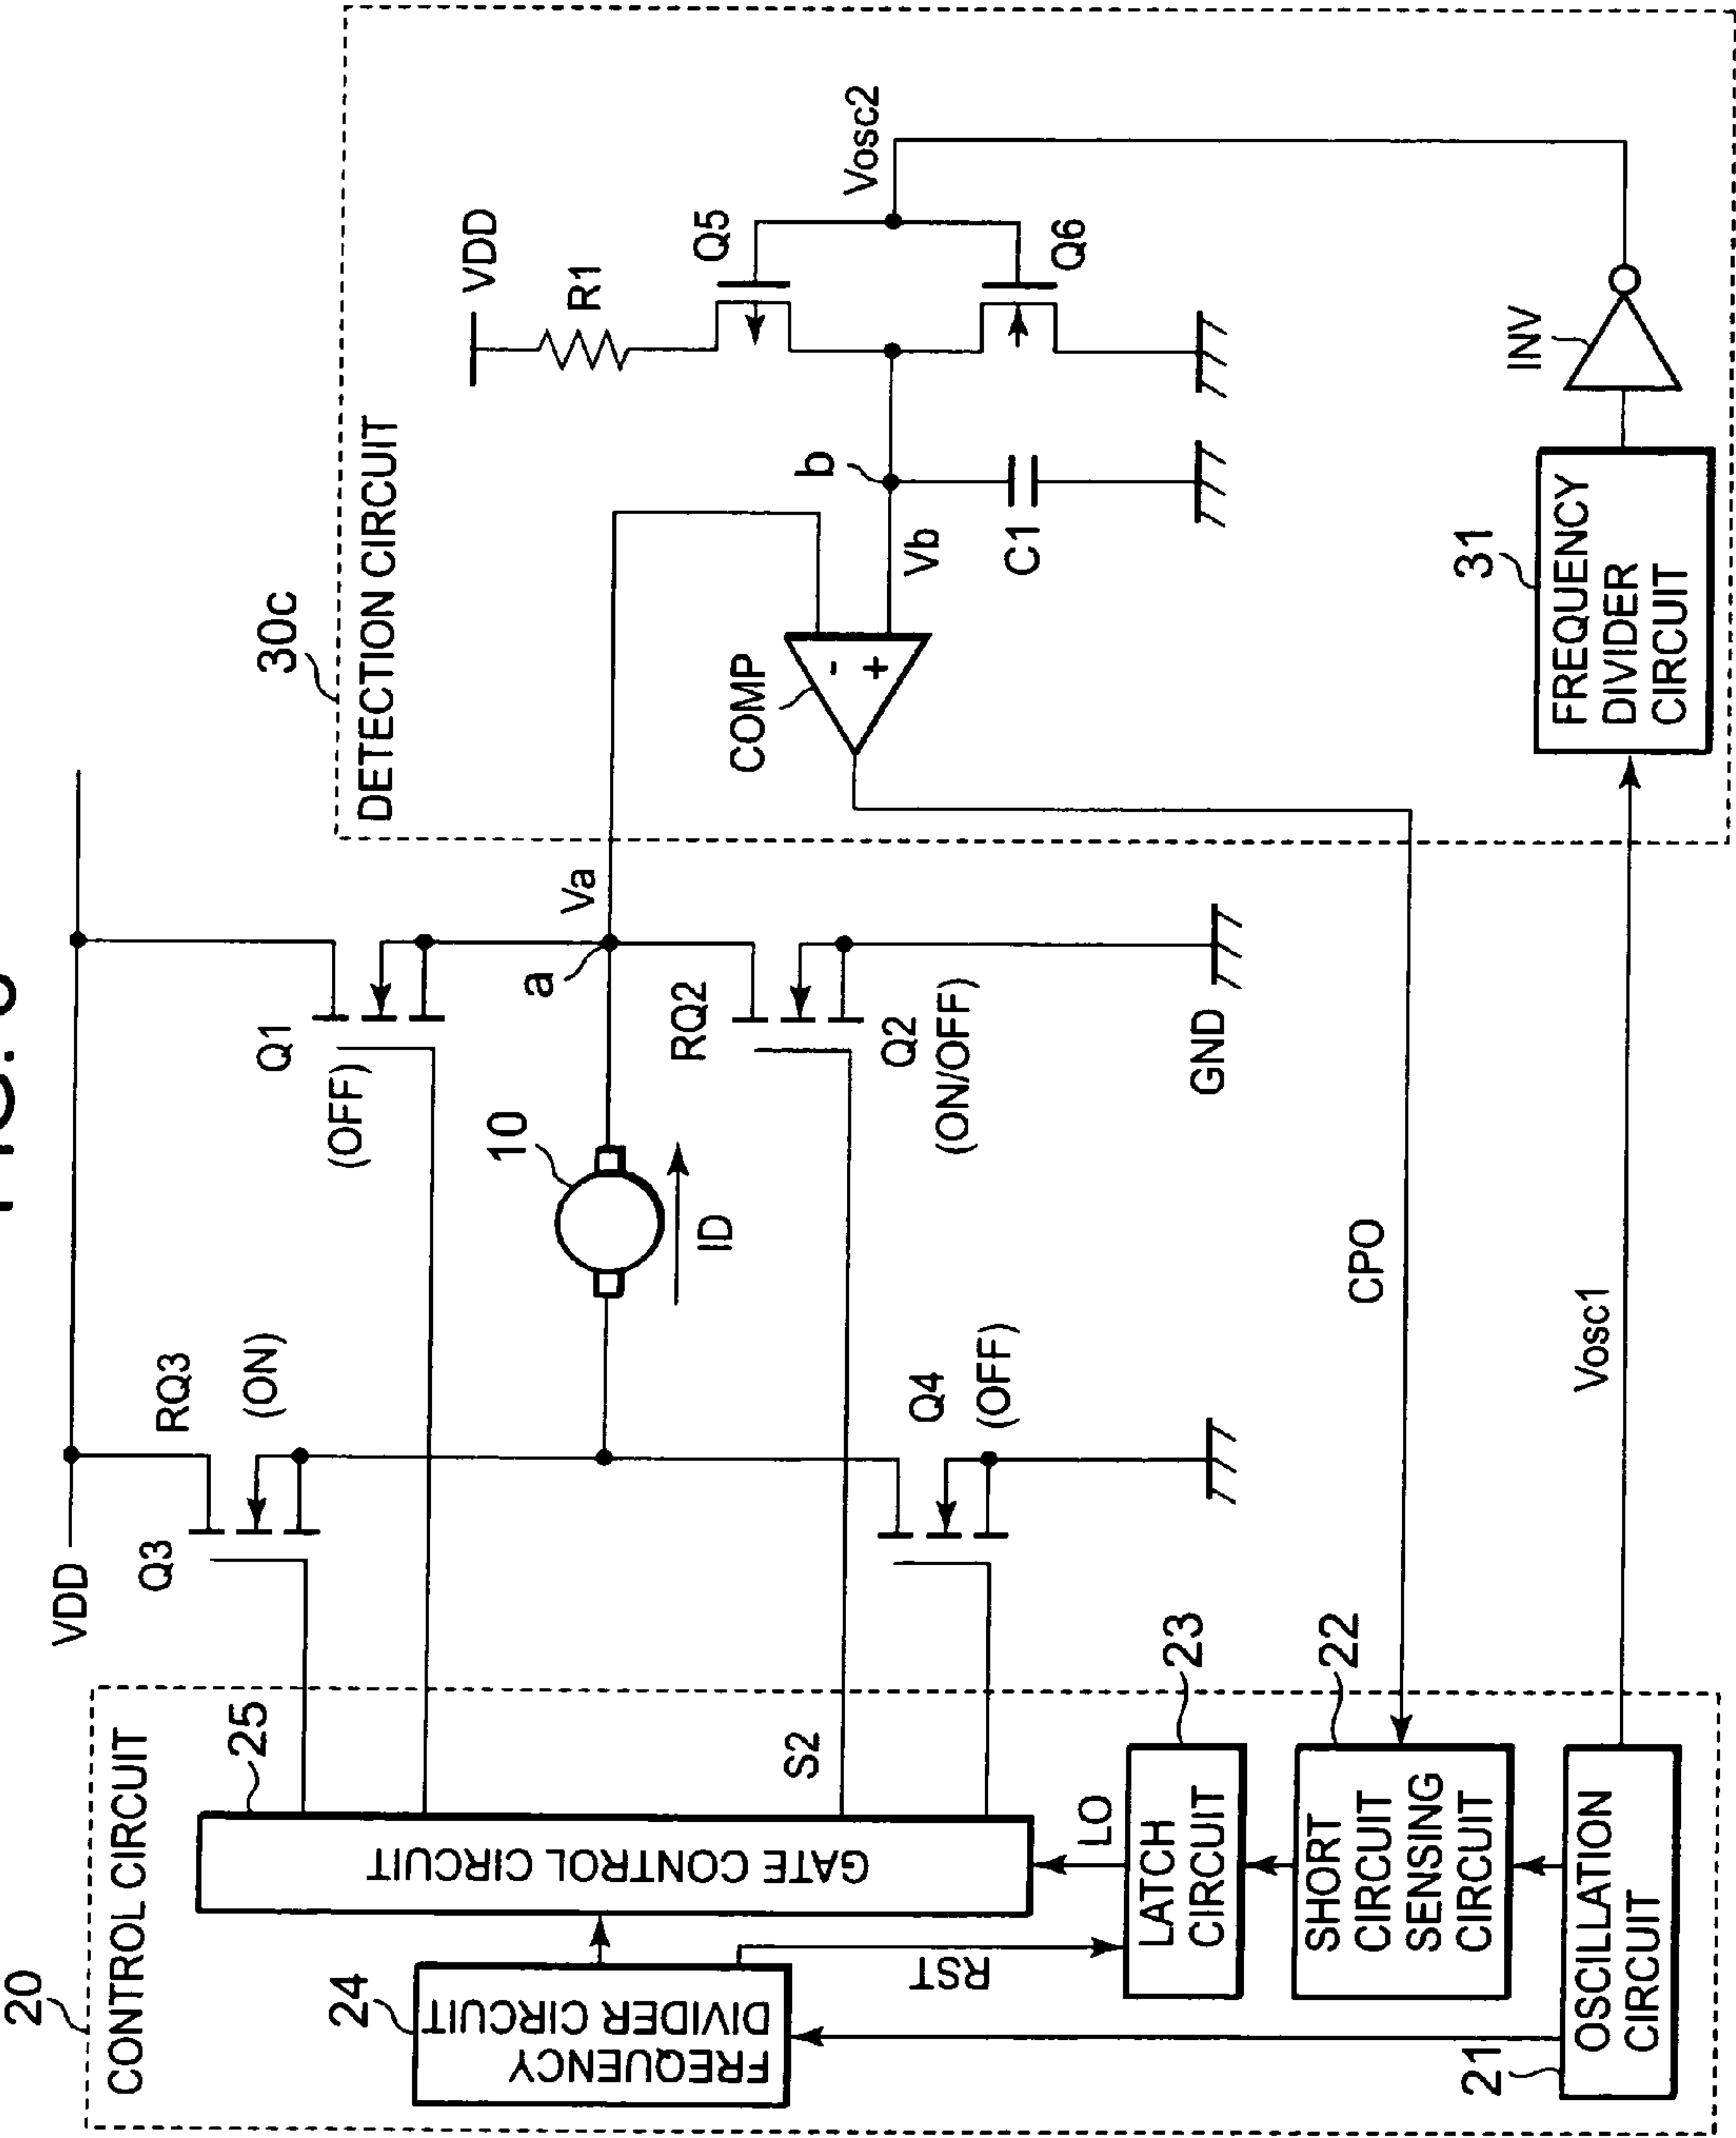 20
CONTROL CIRCUIT
24
FREQUENCY
DIVIDER CIRCUIT
25
GATE CONTROL CIRCUIT
RST
LO
S2
23
LATCH
CIRCUIT
22
SHORT
CIRCUIT
SENSING
CIRCUIT
21
OSCILLATION
CIRCUIT
VDD
Q3
RQ3
(ON)
Q1
(OFF)
10
ID
a
Va
RQ2
Q2
(ON/OFF)
GND
Q4
(OFF)
CPO
Vosc1
30c
DETECTION CIRCUIT
COMP
-
+
b
Vb
C1
VDD
R1
Q5
Q6
Vosc2
INV
31
FREQUENCY
DIVIDER
CIRCUIT